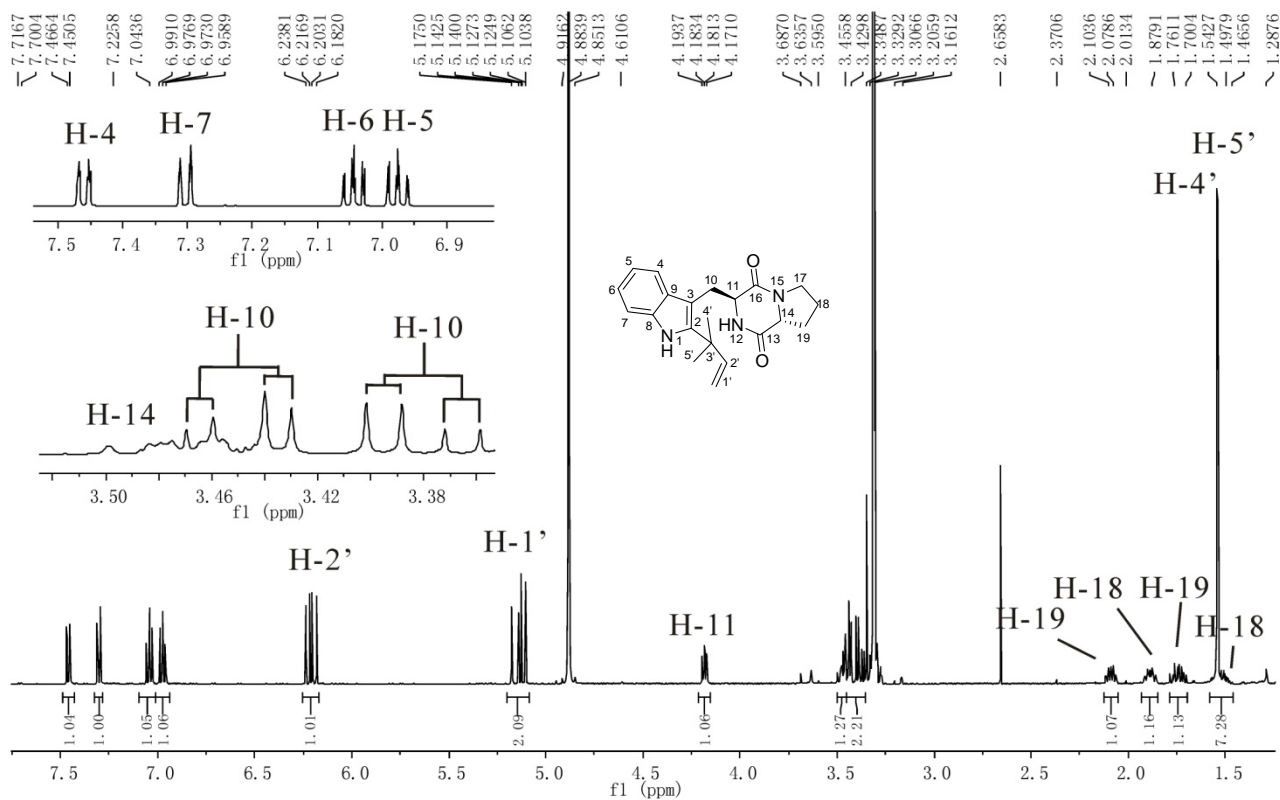 7.7167
7.7004
7.4664
7.4505
7.2258
7.0436
6.9910
6.9769
6.9730
6.9589
6.2381
6.2169
6.2031
6.1820
5.1750
5.1425
5.1400
5.1273
5.1249
5.1062
5.1038
4.9162
4.8839
4.8513
4.6106
4.1937
4.1834
4.1813
4.1710
3.6870
3.6357
3.5950
3.4558
3.4298
3.3487
3.3292
3.3066
3.2059
3.1612
2.6583
2.3706
2.1036
2.0786
2.0134
1.8791
1.7611
1.7004
1.5427
1.4979
1.4656
1.2876
H-4 H-7 H-6 H-5
7.5 7.4 7.3 7.2 7.1 7.0 6.9
f1 (ppm)
H-5'
H-4'
H-10 H-10
H-14
3.50 3.46 3.42 3.38
f1 (ppm)
5 4 10 11 O 15 17
6 9 3 16 N 18
7 8 2 4' NH 14
N 1 3' 12 13 19
H 5' 2' O
1'
H-2' H-1' H-11 H-19 H-18 H-19 H-18
1.04 1.00 1.05 1.06 1.01 2.09 1.06 1.27 2.21 1.07 1.16 1.13 7.28
7.5 7.0 6.5 6.0 5.5 5.0 4.5 4.0 3.5 3.0 2.5 2.0 1.5
f1 (ppm)